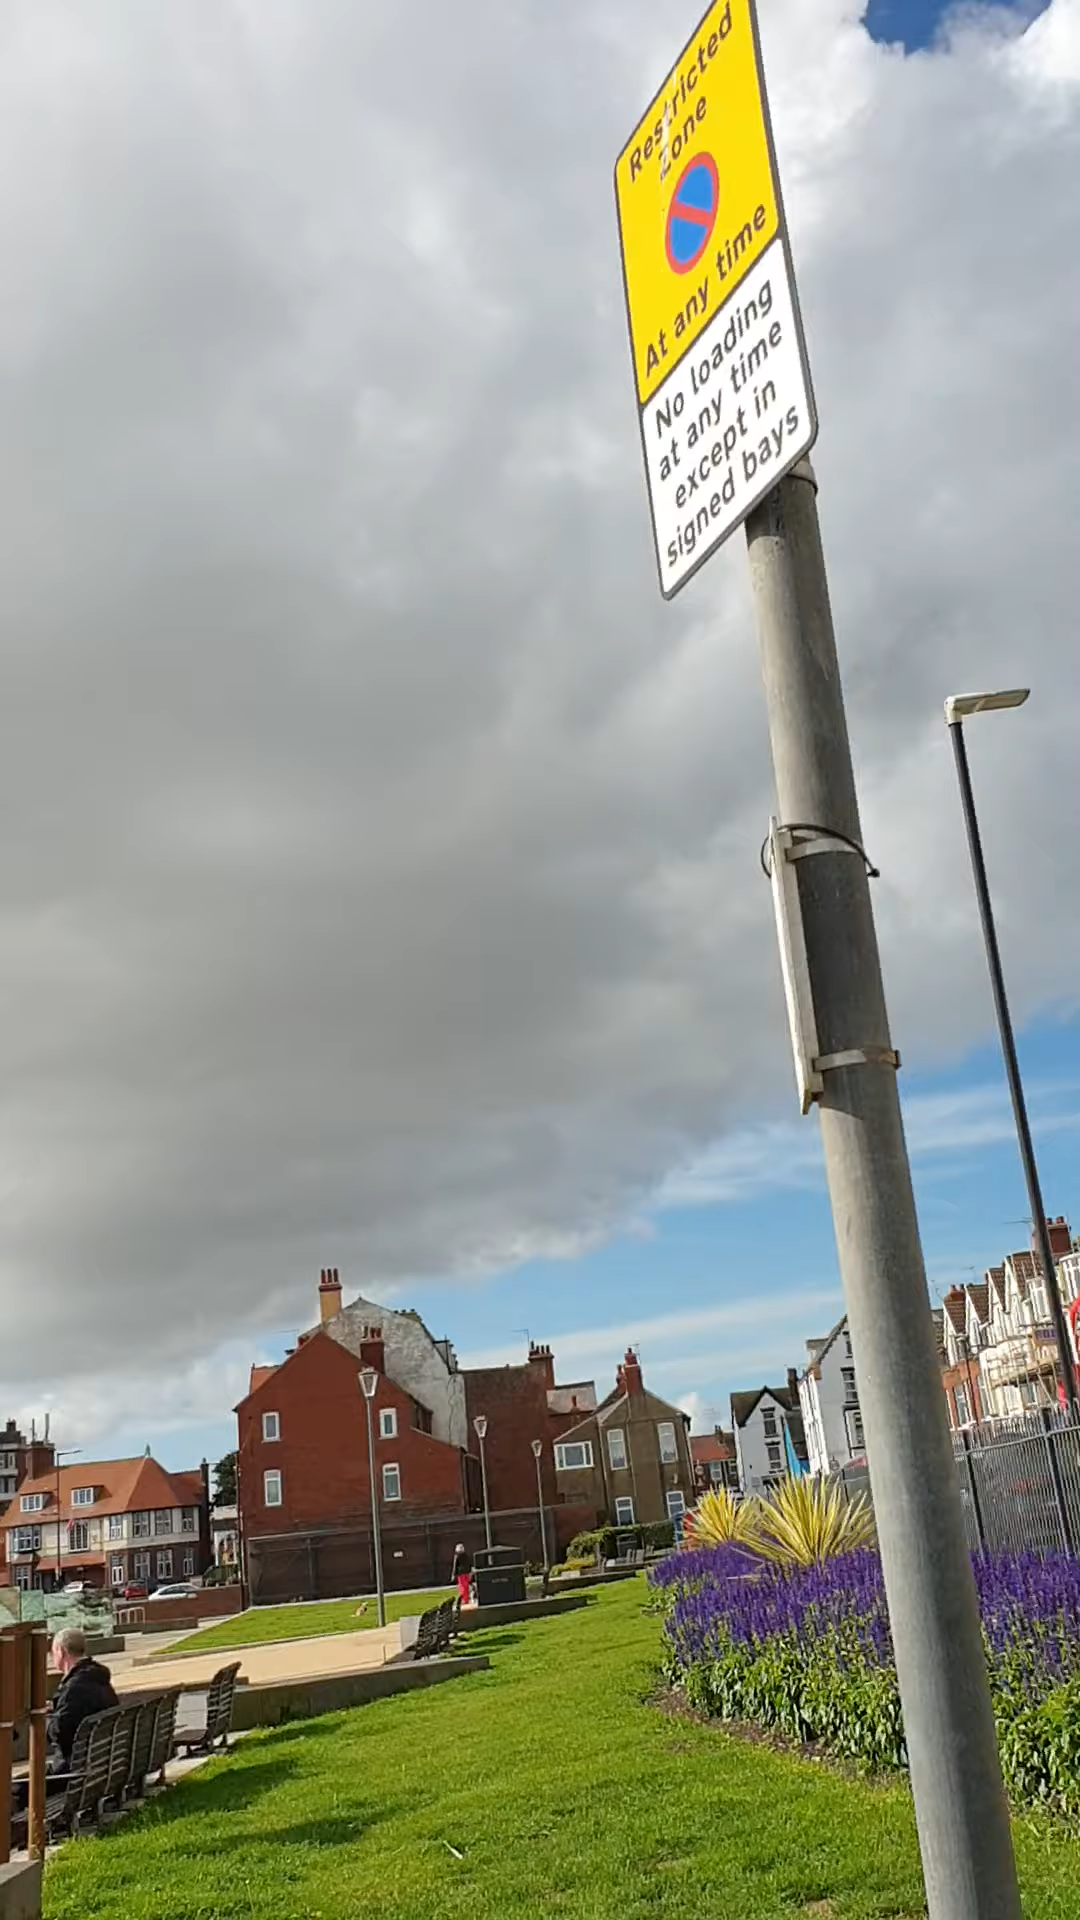 Restricted
Zone
At any time
No loading
at any time
except in
signed bays